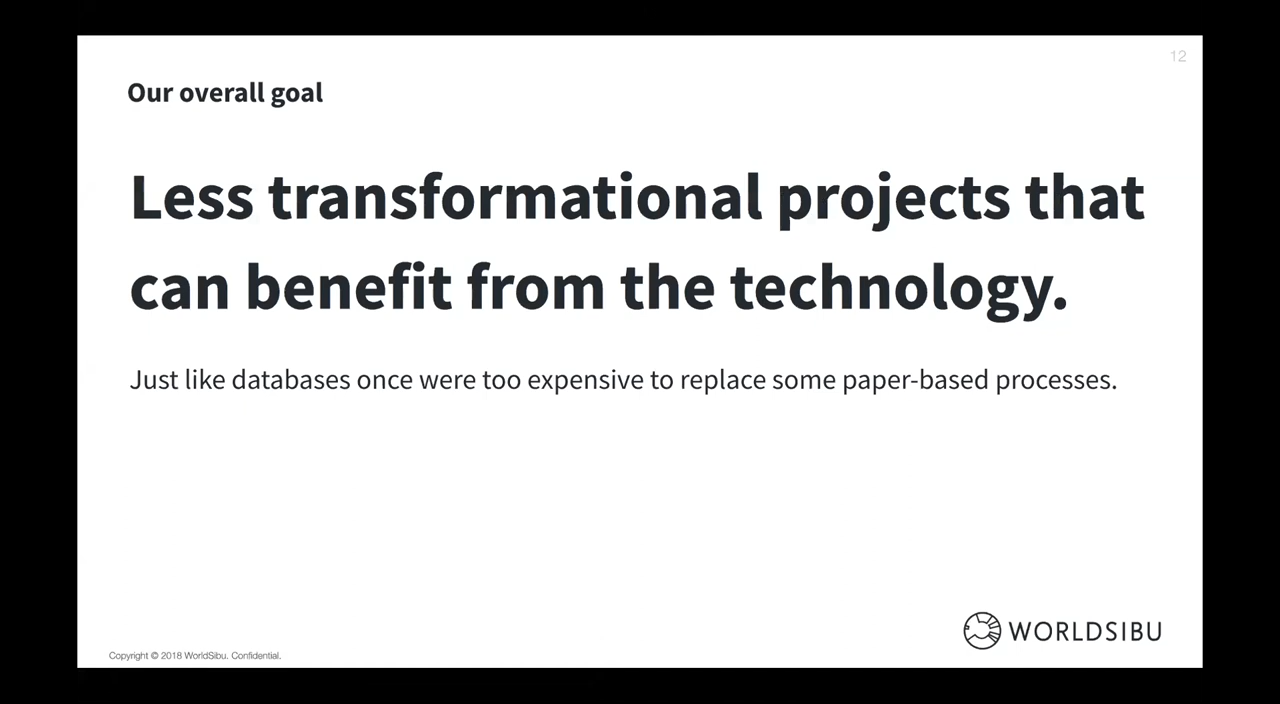 12
Our overall goal
Less transformational projects that
can benefit from the technology.
Just like databases once were too expensive to replace some paper-based processes.
WORLDSIBU
Copyright © 2018 WorldSibu. Confidential.